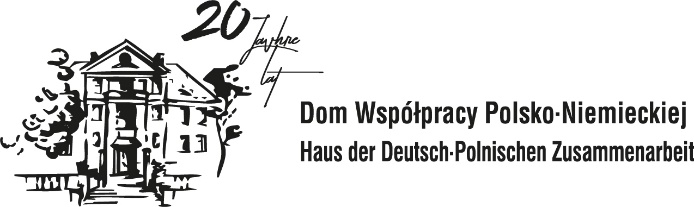 20 Jahre
lat
Dom Współpracy Polsko-Niemieckiej
Haus der Deutsch-Polnischen Zusammenarbeit